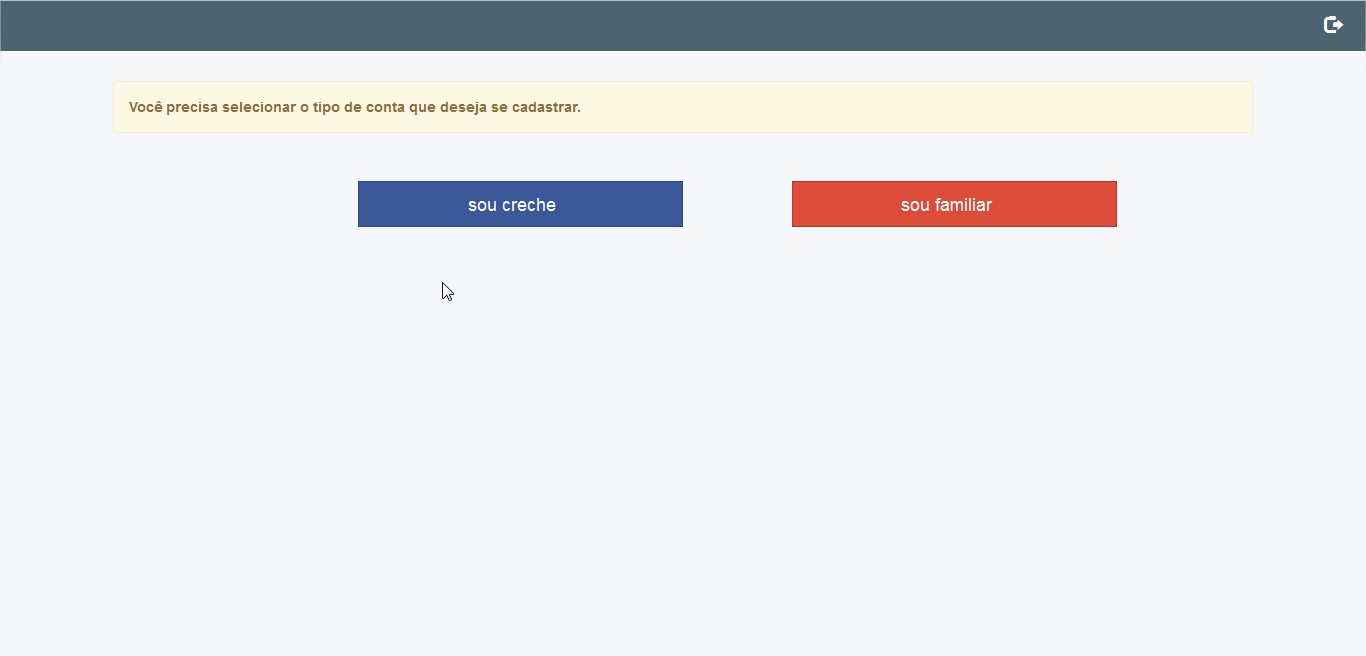 Você precisa selecionar o tipo de conta que deseja se cadastrar.
sou creche
sou familiar